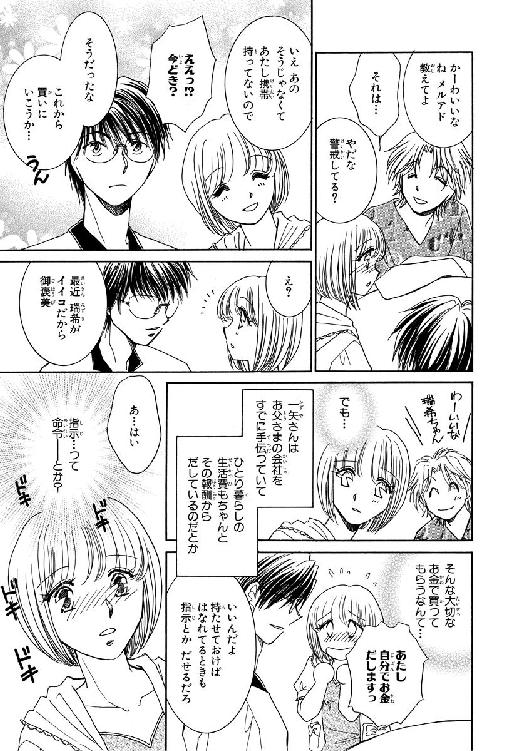 かーわいいな
ね メルアド
教えてよ
それは…
やだな
警戒してる？
いえ あの
そうじゃなくて
あたし携帯
持ってないので
ええっ!?
今どき？
そうだったな
これから
買いに
いこうか…
うん
え？
最近 瑞希が
イイコだから
御褒美
わーいいな
瑞希ちゃん
でも…
一矢さんは
お父さまの会社を
すでに手伝っていて
ひとり暮らしの
生活費もちゃんと
その報酬から
だしているのだとか
そんな大切な
お金で買って
もらうなんて…
あたし
自分でお金
だしますっ
いいんだよ
持たせておけば
はなれてるときも
指示とか だせるだろ
あ…はい
指示…って
命令—とか？
ドキ
ドキ
ドキ
ドキ